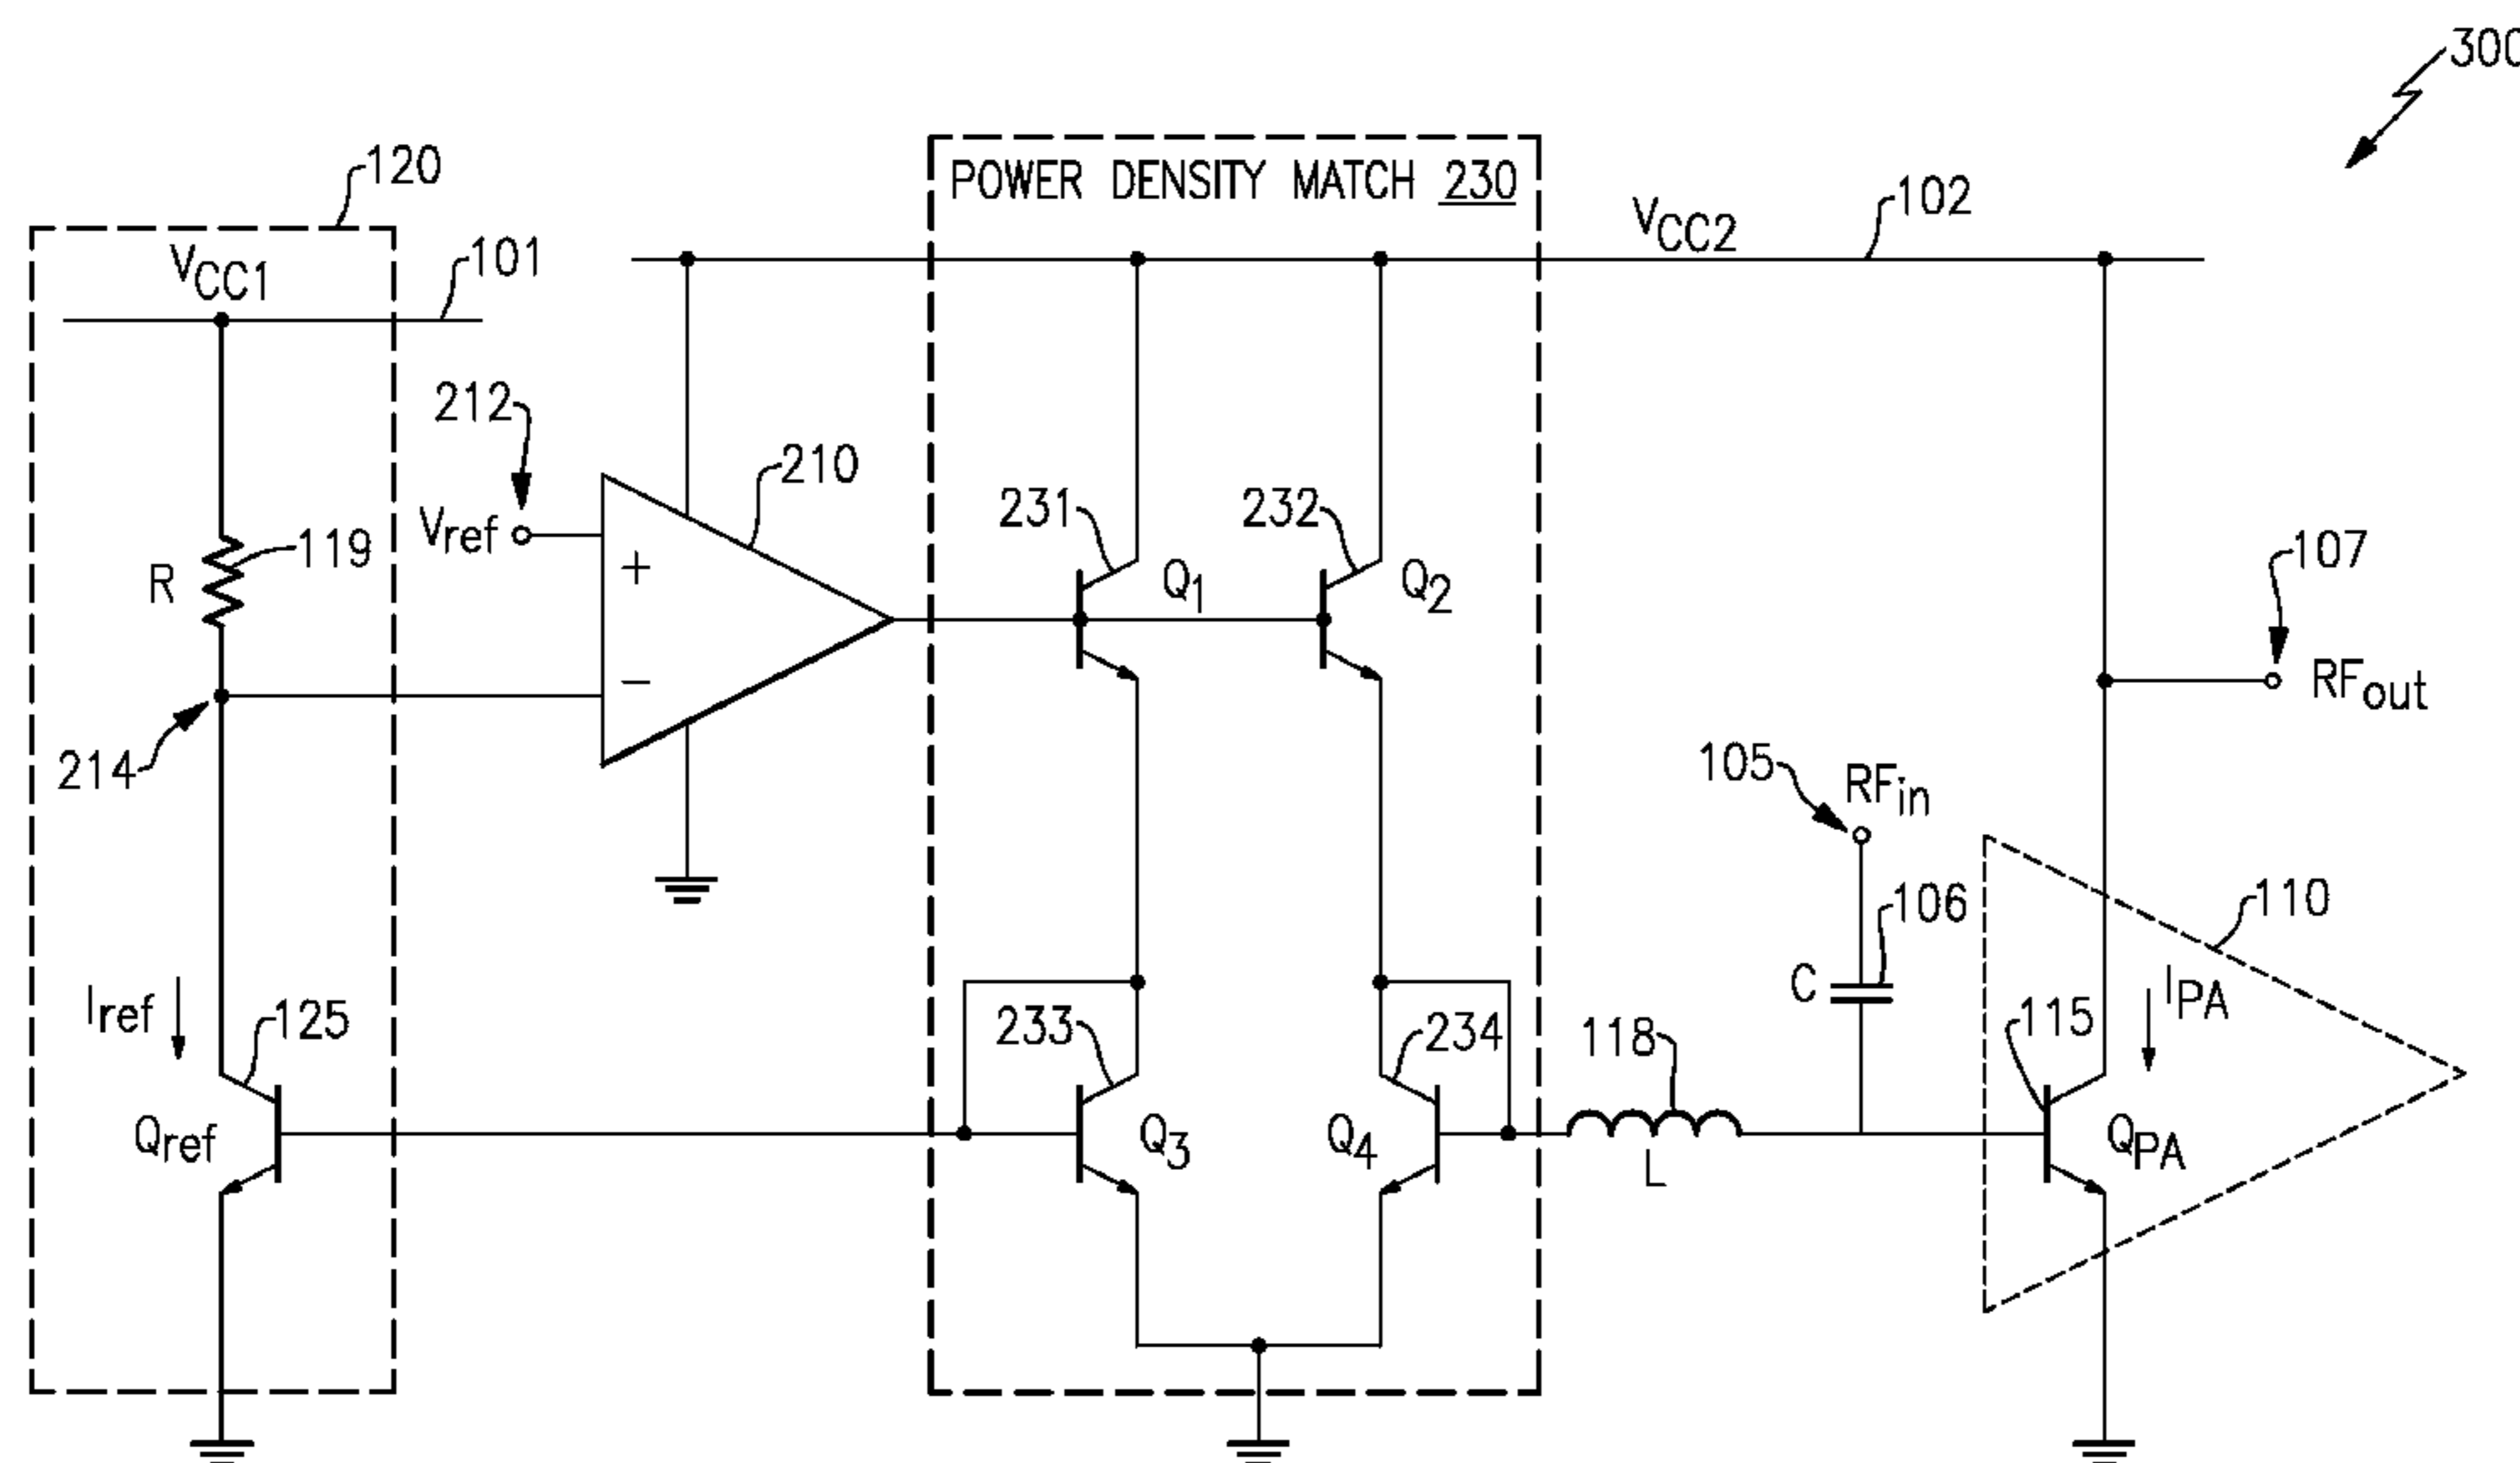 300
120
POWER DENSITY MATCH 230
VCC2
102
VCC1
101
212
210
Vref
+
−
231
232
Q1
Q2
R
119
107
RFout
214
105
RFin
106
C
110
Iref
125
233
234
118
115
IPA
Qref
Q3
Q4
L
QPA